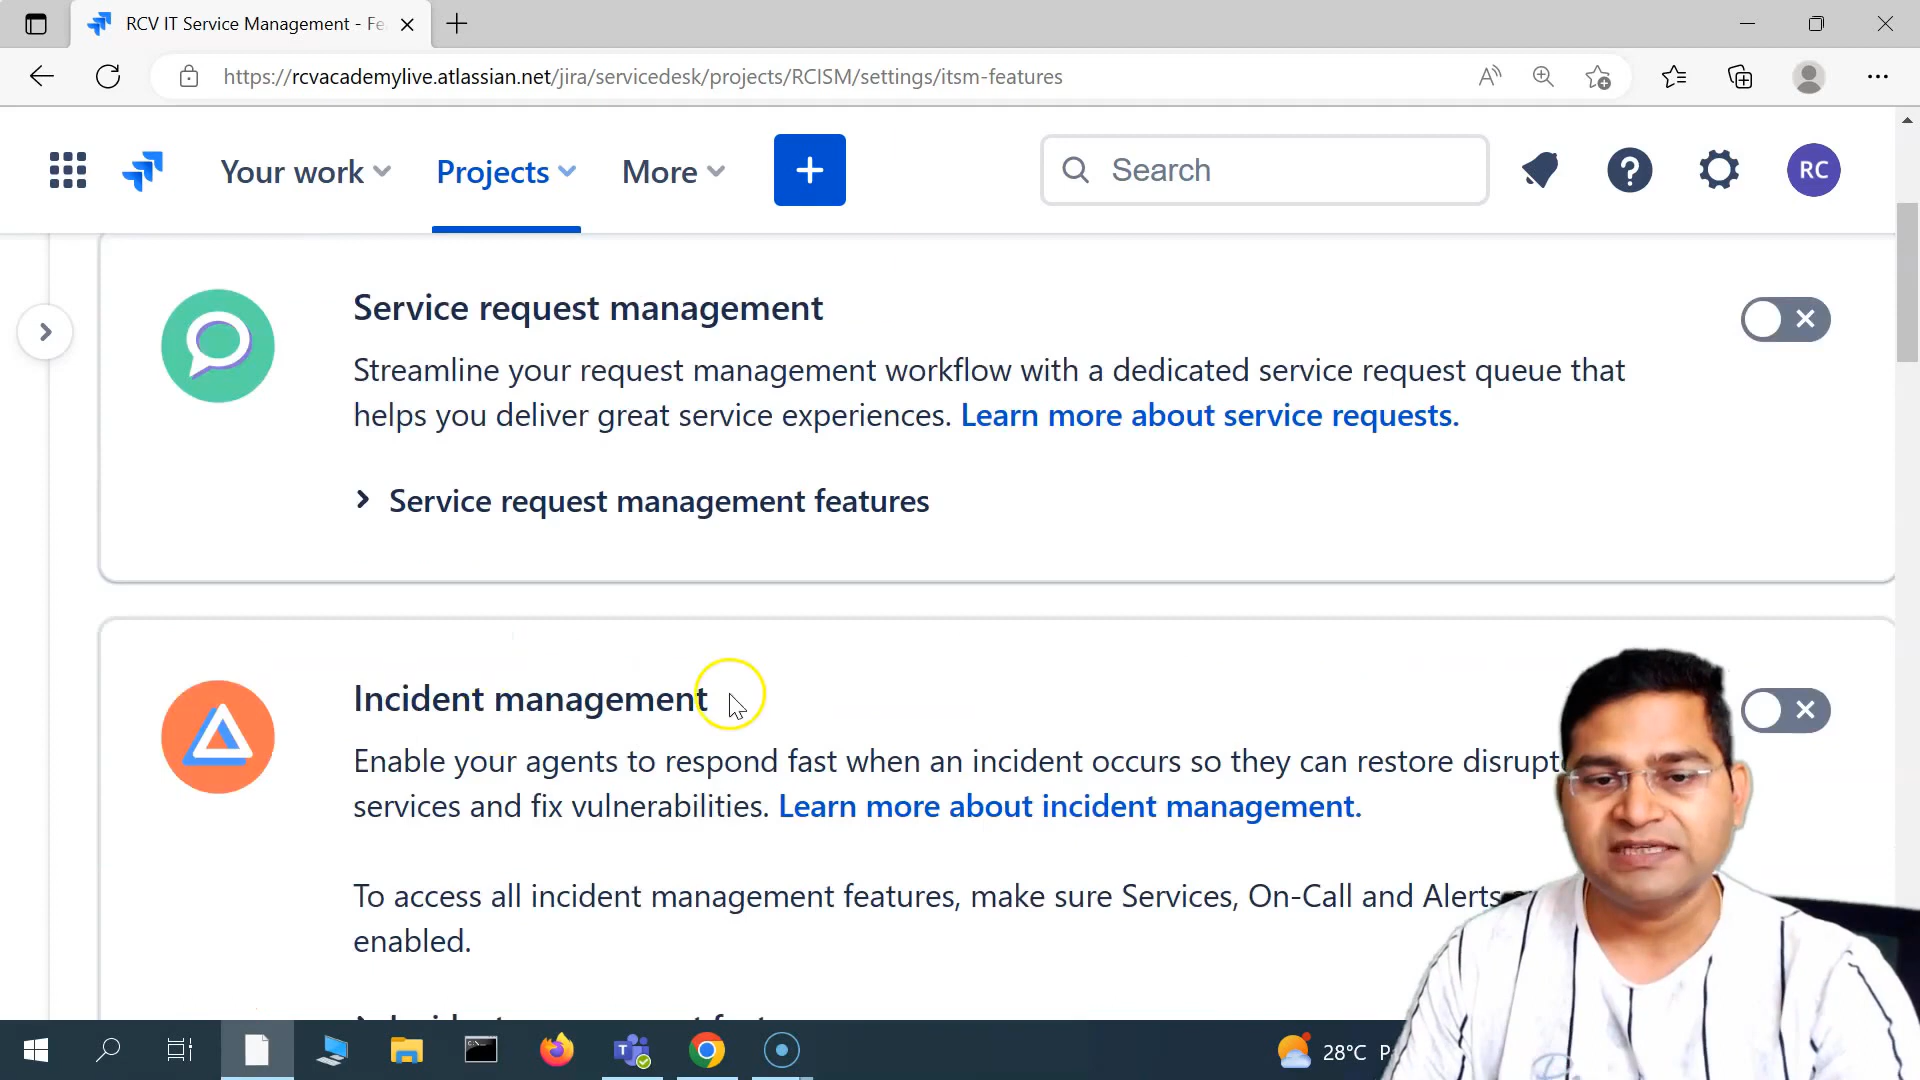 RCV IT Service Management - Fe
https://rcvacademylive.atlassian.net/jira/servicedesk/projects/RCISM/settings/itsm-features
Your work
Projects
More
Search
RC
Service request management
Streamline your request management workflow with a dedicated service request queue that
helps you deliver great service experiences. Learn more about service requests.
Service request management features
Incident management
Enable your agents to respond fast when an incident occurs so they can restore
services and fix vulnerabilities. Learn more about incident management.
To access all incident management features, make sure Services, On-Call and Alerts
enabled.
28°C P